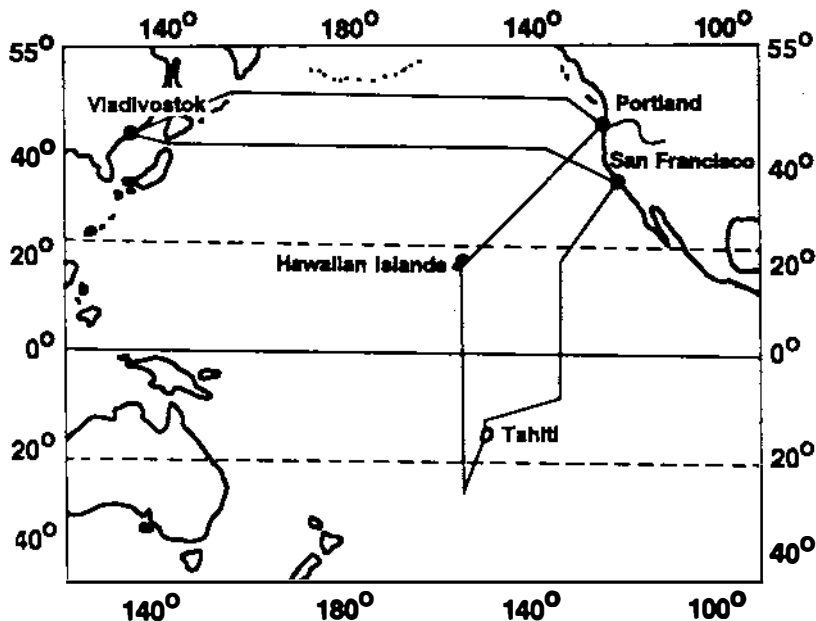 140° 180° 140° 100°
55° 55°
Vladivostok Portland
40° San Francisco 40°
20° Hawaiian Islands 20°
0° 0°
Tahiti
20° 20°
40° 40°
140° 180° 140° 100°